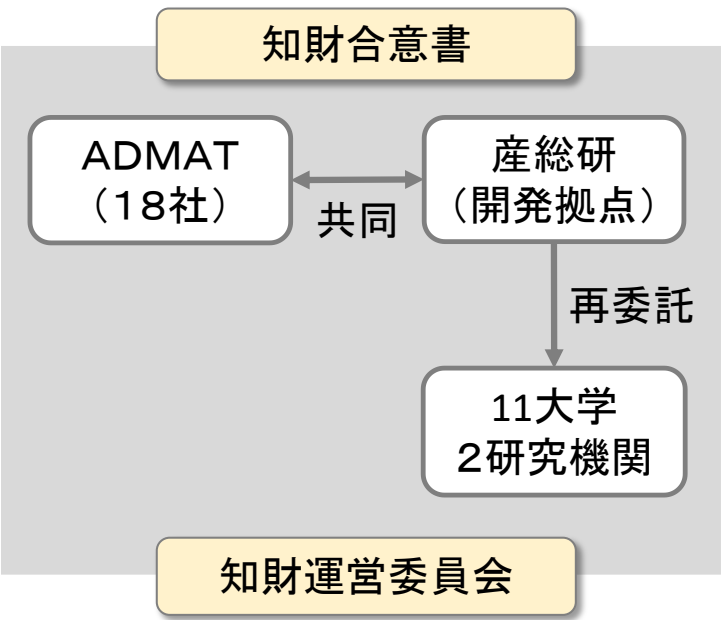 知財合意書
ADMAT
（18社）
共同
産総研
（開発拠点）
再委託
11大学
２研究機関
知財運営委員会